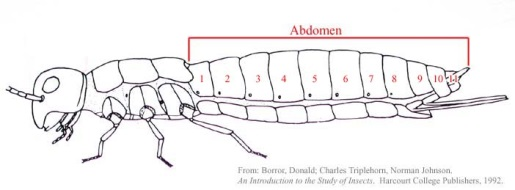 Abdomen
1 2 3 4 5 6 7 8 9 10 11
From: Borror, Donald; Charles Triplehorn, Norman Johnson,
An Introduction to the Study of Insects. Harcourt College Publishers, 1992.